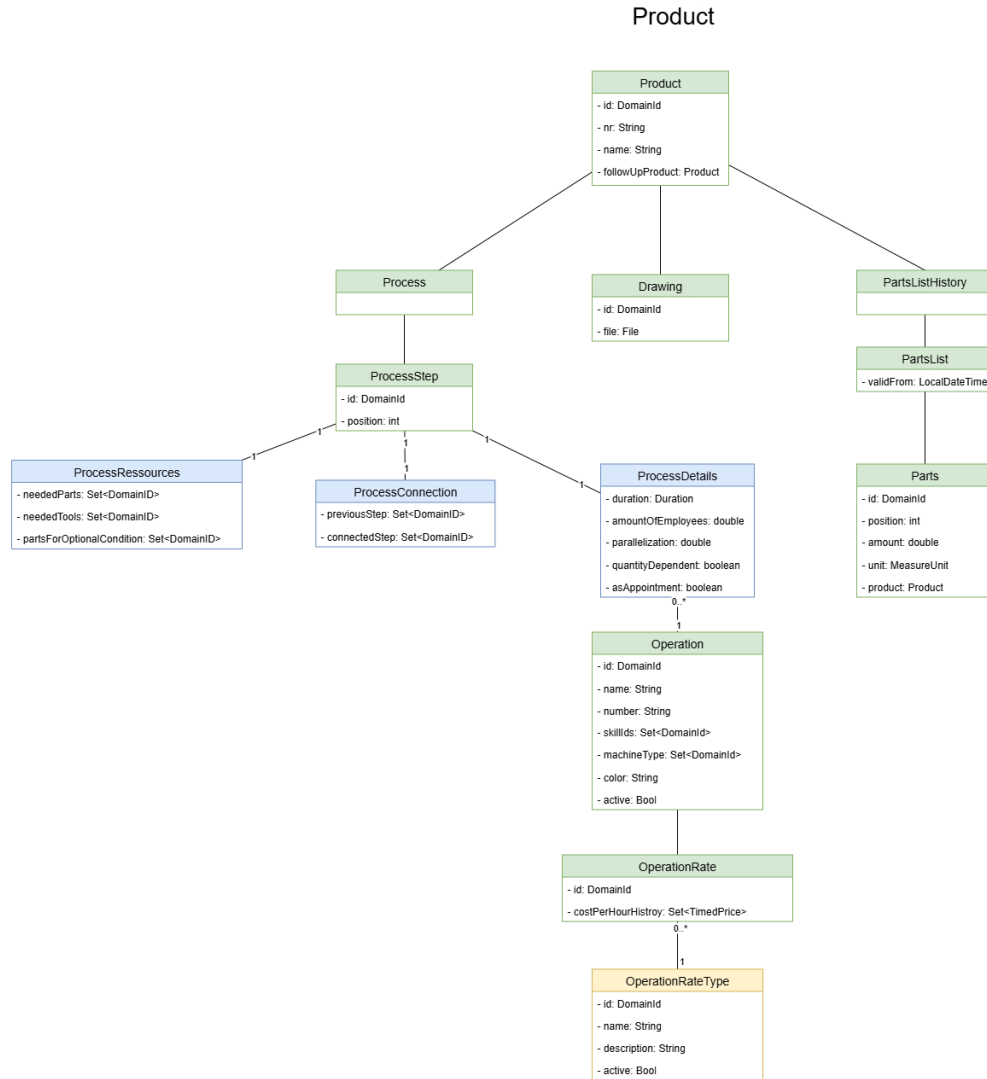 Product
Product
- id: DomainId
- nr: String
- name: String
- followUpProduct: Product
Process
Drawing
- id: DomainId
- file: File
PartsListHistory
PartsList
- validFrom: LocalDateTime
ProcessStep
- id: DomainId
- position: int
1
1
1
1
1
1
ProcessRessources
- neededParts: Set<DomainID>
- neededTools: Set<DomainID>
- partsForOptionalCondition: Set<DomainID>
ProcessConnection
- previousStep: Set<DomainID>
- connectedStep: Set<DomainID>
ProcessDetails
- duration: Duration
- amountOfEmployees: double
- parallelization: double
- quantityDependent: boolean
- asAppointment: boolean
Parts
- id: DomainId
- position: int
- amount: double
- unit: MeasureUnit
- product: Product
0..*
1
Operation
- id: DomainId
- name: String
- number: String
- skillIds: Set<DomainId>
- machineType: Set<DomainId>
- color: String
- active: Bool
OperationRate
- id: DomainId
- costPerHourHistroy: Set<TimedPrice>
0..*
1
OperationRateType
- id: DomainId
- name: String
- description: String
- active: Bool